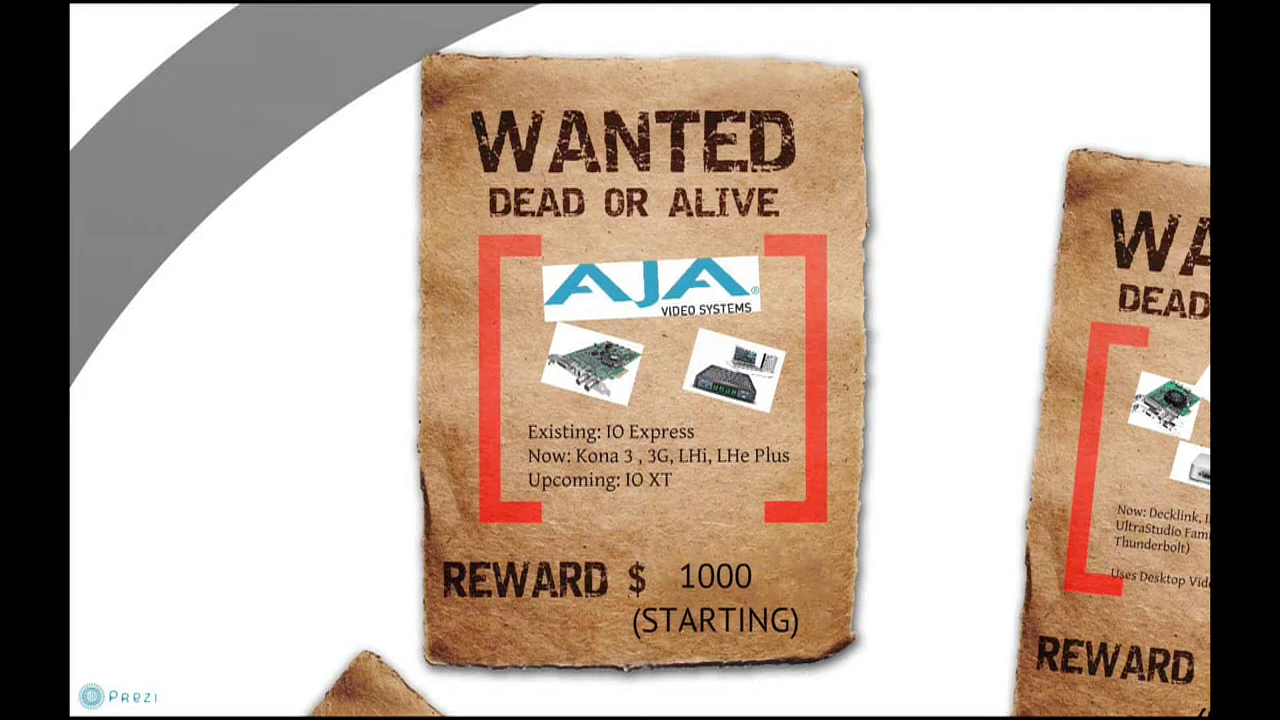 WANTED
DEAD OR ALIVE
AJA®
VIDEO SYSTEMS
Existing: IO Express
Now: Kona 3 , 3G, LHi, LHe Plus
Upcoming: IO XT
REWARD $ 1000
(STARTING)
DEAD
Now: Decklink,
UltraStudio
Thunderbolt)
Uses Desktop
REWARD
Prezi